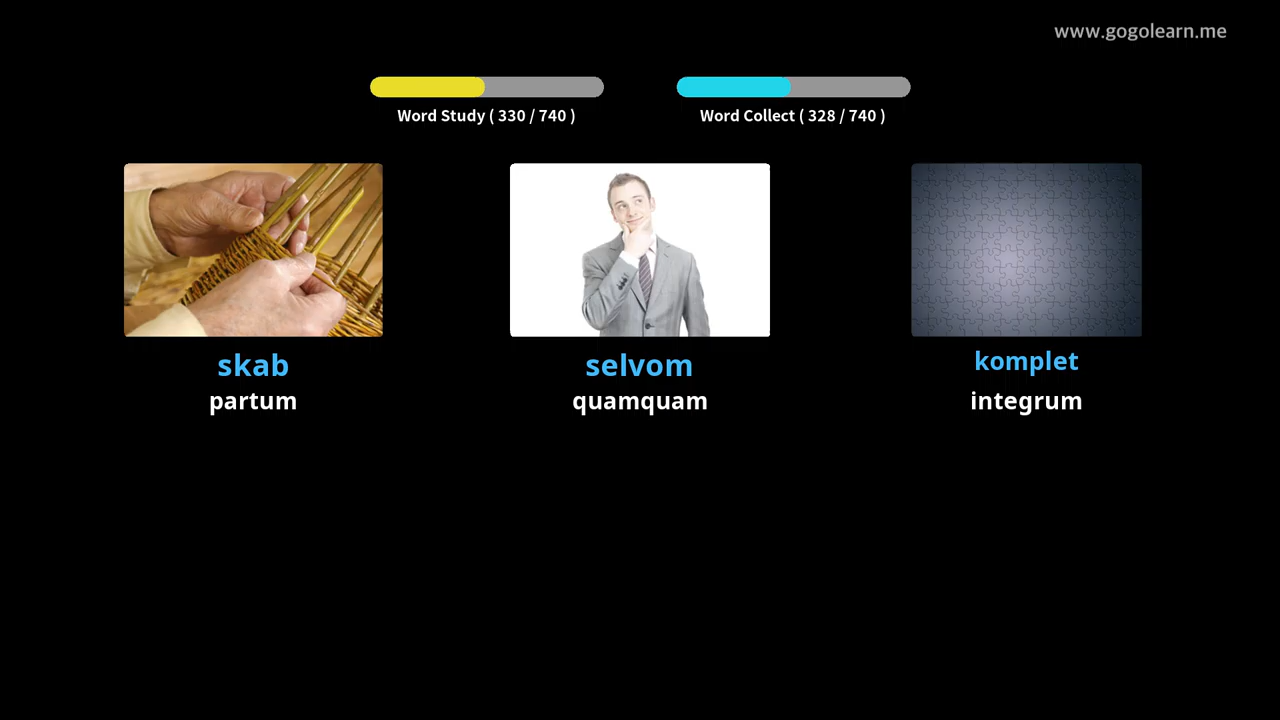 www.gogolearn.me
Word Study ( 330 / 740 )
Word Collect ( 328 / 740 )
skab
partum
selvom
quamquam
komplet
integrum